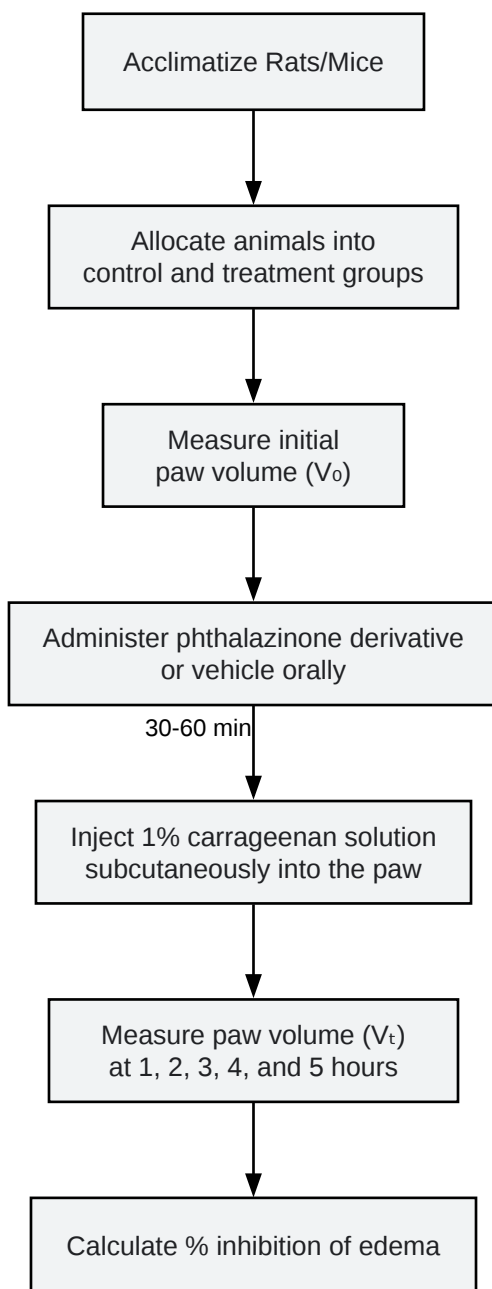 Acclimatize Rats/Mice
Allocate animals into
control and treatment groups
Measure initial
paw volume (V₀)
Administer phthalazinone derivative
or vehicle orally
30-60 min
Inject 1% carrageenan solution
subcutaneously into the paw
Measure paw volume (Vₜ)
at 1, 2, 3, 4, and 5 hours
Calculate % inhibition of edema